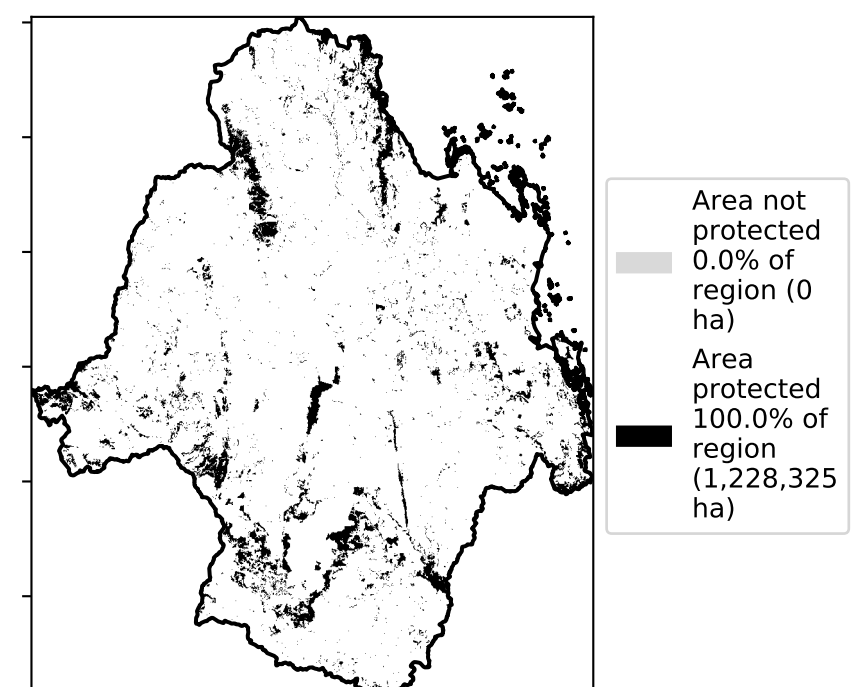 Area not
protected
0.0% of
region (0
ha)
Area
protected
100.0% of
region
(1,228,325
ha)